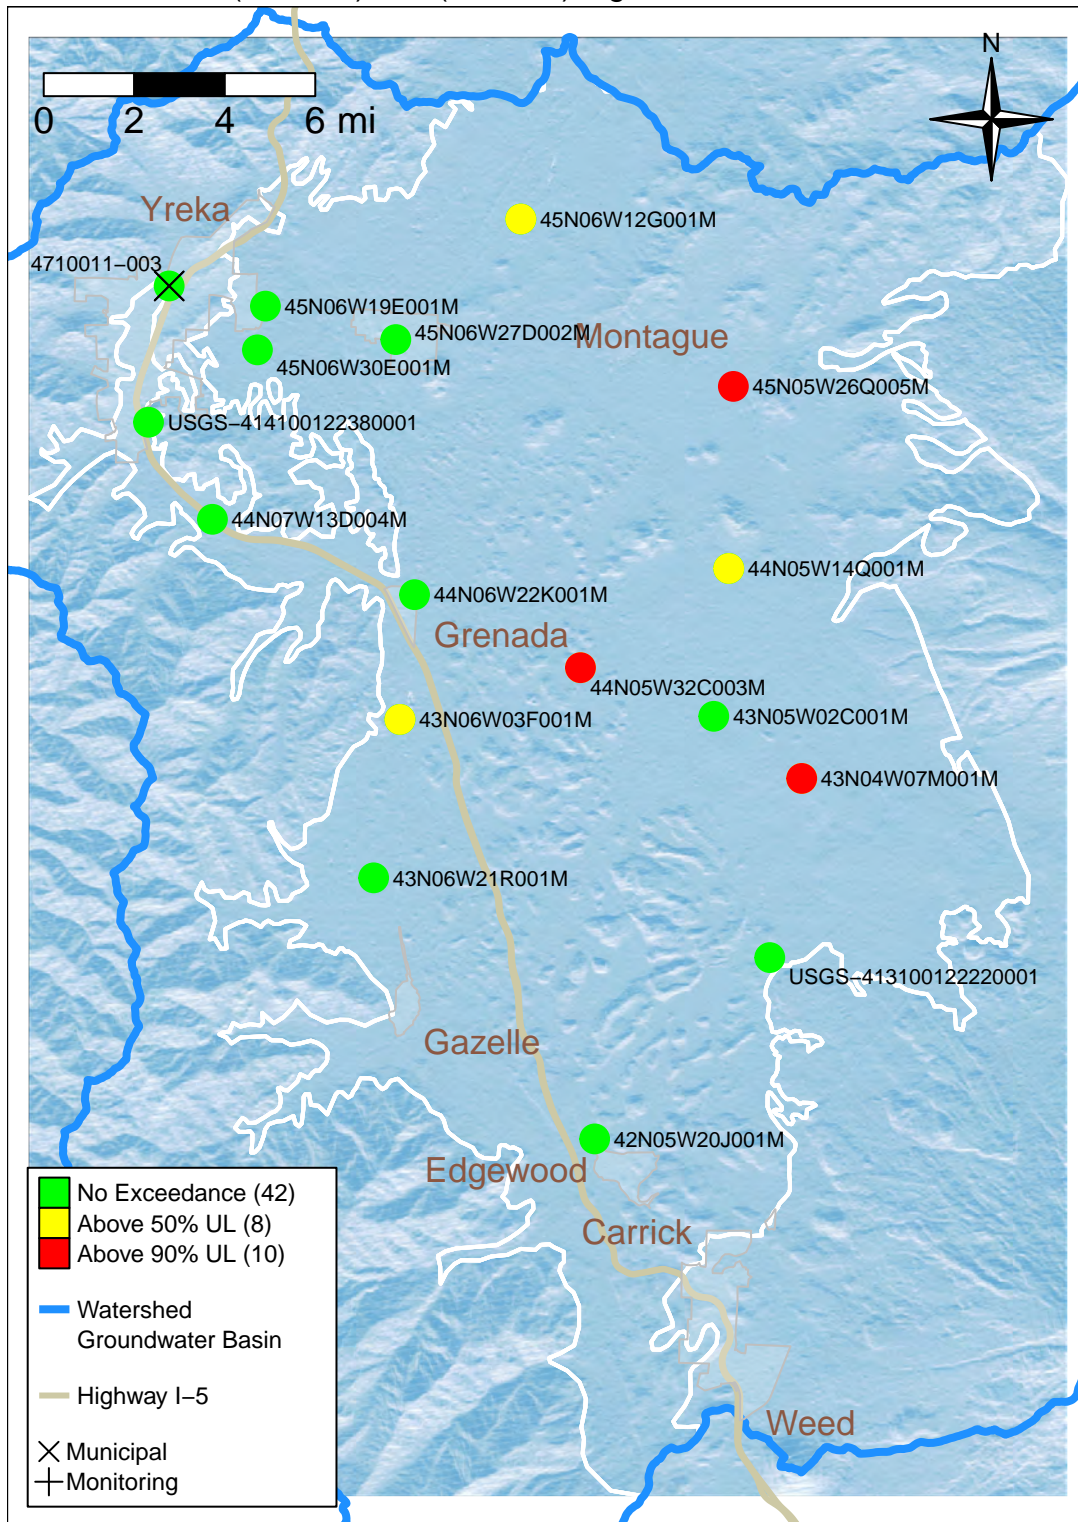 N
0 2 4 6 mi
Yreka
45N06W12G001M
4710011−003
45N06W19E001M
45N06W27D002M
Montague
45N06W30E001M
45N05W26Q005M
USGS−414100122380001
44N07W13D004M
44N05W14Q001M
44N06W22K001M
Grenada
44N05W32C003M
43N06W03F001M
43N05W02C001M
43N04W07M001M
43N06W21R001M
USGS−413100122220001
Gazelle
42N05W20J001M
Edgewood
Carrick
Weed
No Exceedance (42)
Above 50% UL (8)
Above 90% UL (10)
Watershed
Groundwater Basin
Highway I−5
Municipal
Monitoring